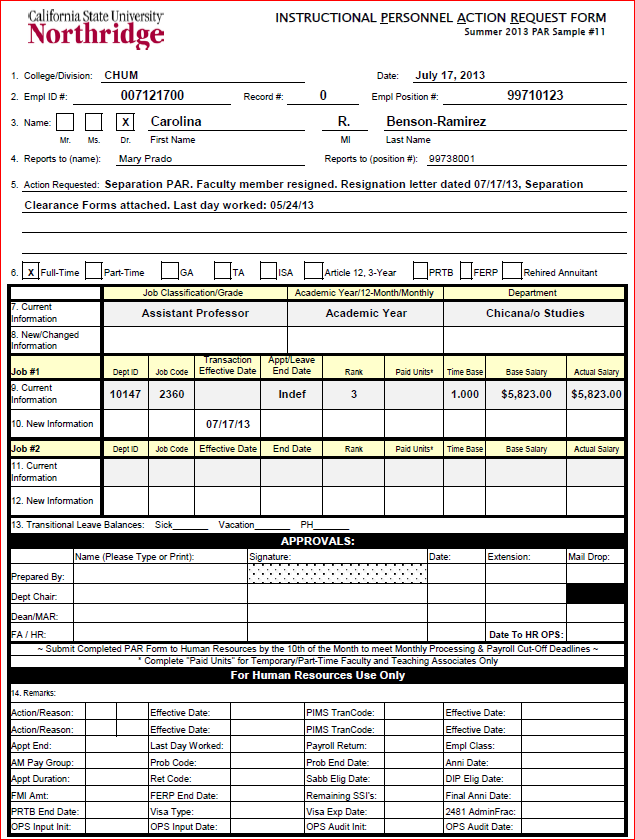 California State University
Northridge
INSTRUCTIONAL PERSONNEL ACTION REQUEST FORM
Summer 2013 PAR Sample #11
1. College/Division: CHUM Date: July 17, 2013
2. Empl ID #: 007121700 Record #: 0 Empl Position #: 99710123
3. Name: X Carolina R. Benson-Ramirez
Mr. Ms. Dr. First Name MI Last Name
4. Reports to (name): Mary Prado Reports to (position #): 99738001
5. Action Requested: Separation PAR. Faculty member resigned. Resignation letter dated 07/17/13, Separation
Clearance Forms attached. Last day worked: 05/24/13
6. X Full-Time Part-Time GA TA ISA Article 12, 3-Year PRTB FERP Rehired Annuitant
Job Classification/Grade Academic Year/12-Month/Monthly Department
7. Current Information Assistant Professor Academic Year Chicana/o Studies
8. New/Changed Information
Job #1 Dept ID Job Code Transaction Effective Date Appt/Leave End Date Rank Paid Units* Time Base Base Salary Actual Salary
9. Current Information 10147 2360 Indef 3 1.000 $5,823.00 $5,823.00
10. New Information 07/17/13
Job #2 Dept ID Job Code Effective Date End Date Rank Paid Units* Time Base Base Salary Actual Salary
11. Current Information
12. New Information
13. Transitional Leave Balances: Sick______ Vacation______ PH______
APPROVALS:
Name (Please Type or Print): Signature: Date: Extension: Mail Drop:
Prepared By:
Dept Chair:
Dean/MAR:
FA / HR: Date To HR OPS:
~ Submit Completed PAR Form to Human Resources by the 10th of the Month to meet Monthly Processing & Payroll Cut-Off Deadlines ~
* Complete "Paid Units" for Temporary/Part-Time Faculty and Teaching Associates Only
For Human Resources Use Only
14. Remarks:
Action/Reason: Effective Date: PIMS TranCode: Effective Date:
Action/Reason: Effective Date: PIMS TranCode: Effective Date:
Appt End: Last Day Worked: Payroll Return: Empl Class:
AM Pay Group: Prob Code: Prob End Date: Anni Date:
Appt Duration: Ret Code: Sabb Elig Date: DIP Elig Date:
FMI Amt: FERP End Date: Remaining SSI's: Final Anni Date:
PRTB End Date: Visa Type: Visa Exp Date: 2481 AdminFrac:
OPS Input Init: OPS Input Date: OPS Audit Init: OPS Audit Date: